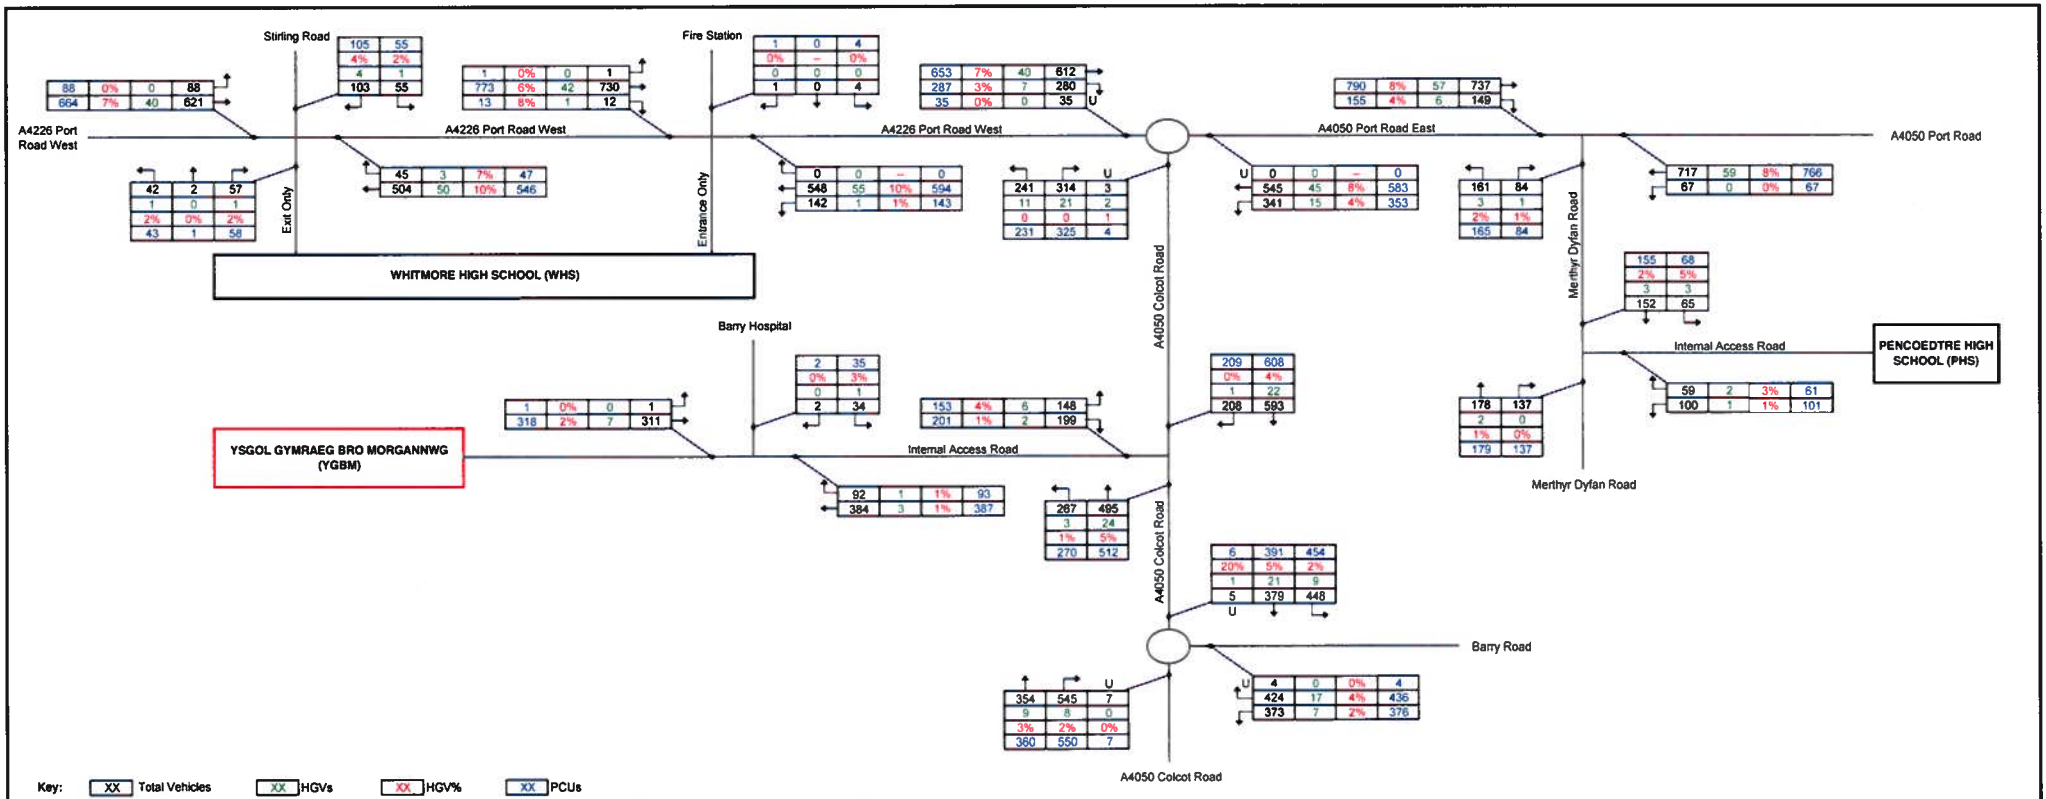 Stirling Road
105 55
4% 2%
4 1
103 55
Fire Station
1 0 4
0% – 0%
0 0 0
1 0 4
88 0% 0 88
664 7% 40 621
1 0% 0 1
773 6% 42 730
13 8% 1 12
653 7% 40 612
287 3% 7 280
35 0% 0 35 U
790 8% 57 737
155 4% 6 149
A4226 Port Road West
A4226 Port Road West
A4226 Port Road West
A4050 Port Road East
A4050 Port Road
42 2 57
1 0 1
2% 0% 2%
43 1 58
Exit Only
45 3 7% 47
504 50 10% 546
Entrance Only
0 0 – 0
548 55 10% 594
142 1 1% 143
U
241 314 3
11 21 2
0 0 1
231 325 4
U 0 0 – 0
545 45 8% 583
341 15 4% 353
161 84
3 1
2% 1%
165 84
717 59 8% 766
67 0 0% 67
WHITMORE HIGH SCHOOL (WHS)
A4050 Colcot Road
Merthyr Dyfan Road
155 68
2% 5%
3 3
152 65
Internal Access Road
PENCOEDTRE HIGH SCHOOL (PHS)
59 2 3% 61
100 1 1% 101
178 137
2 0
1% 0%
179 137
Merthyr Dyfan Road
Barry Hospital
2 35
0% 3%
0 1
2 34
1 0% 0 1
318 2% 7 311
153 4% 6 148
201 1% 2 199
209 608
0% 4%
1 22
208 593
YSGOL GYMRAEG BRO MORGANNWG (YGBM)
Internal Access Road
92 1 1% 93
384 3 1% 387
267 495
3 24
1% 5%
270 512
A4050 Colcot Road
6 391 454
20% 5% 2%
1 21 9
5 379 448
U
Barry Road
U 4 0 0% 4
424 17 4% 436
373 7 2% 376
U
354 545 7
9 8 0
3% 2% 0%
360 550 7
A4050 Colcot Road
Key: XX Total Vehicles XX HGVs XX HGV% XX PCUs